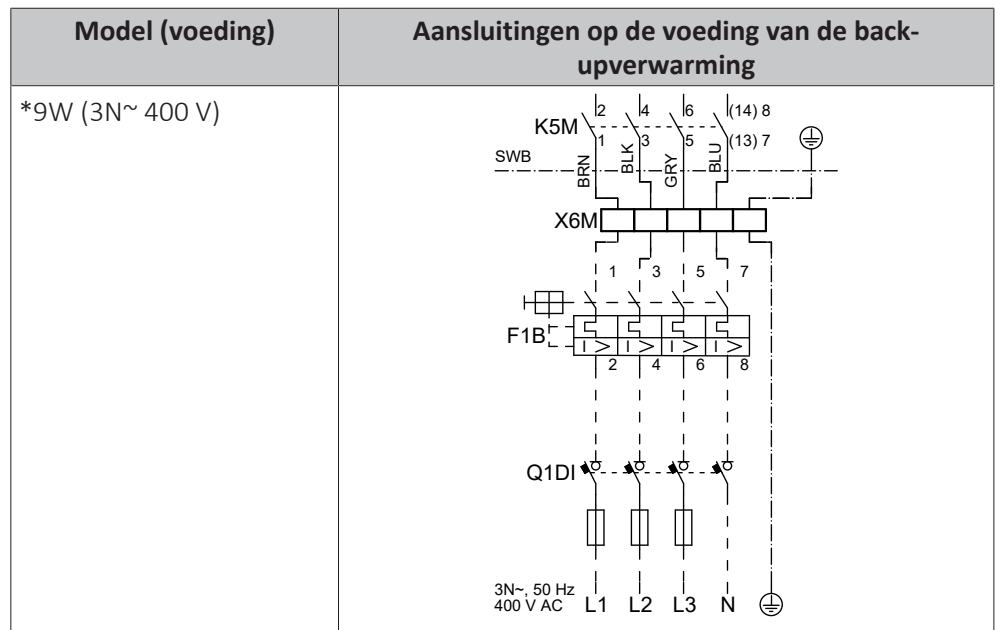 Model (voeding)
Aansluitingen op de voeding van de back-
upverwarming
*9W (3N~ 400 V)
2 4 6 (14) 8
K5M
1 3 5 (13) 7
SWB
BRN BLK GRY BLU
X6M
1 3 5 7
F1B
I > I > I > I >
2 4 6 8
Q1DI
3N~, 50 Hz
400 V AC L1 L2 L3 N